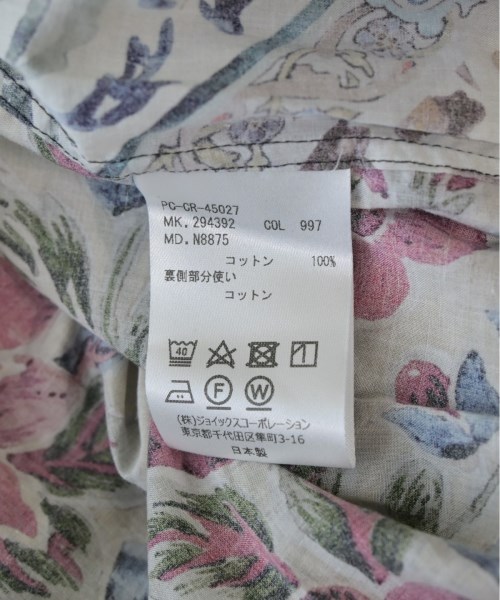 PC-CR-45027
MK. 294392 COL 997
MD. N8875
コットン 100%
裏側部分使い
コットン
40
F W
(株)ジョイックスコーポレーション
東京都千代田区隼町3-16
日本製